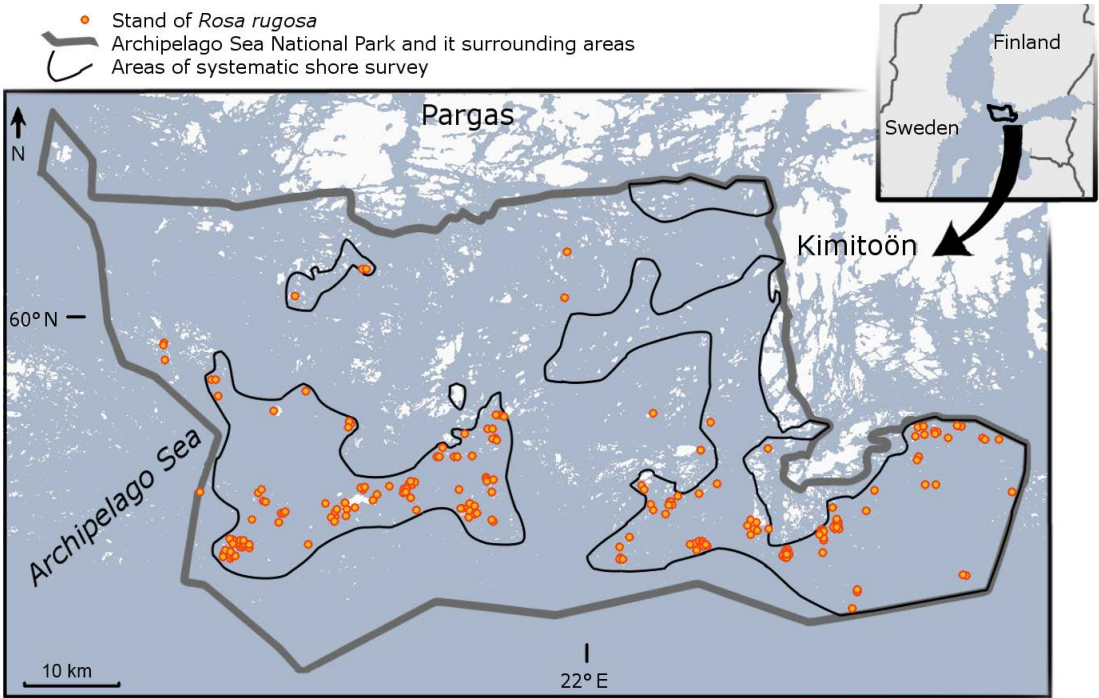 Stand of Rosa rugosa
Archipelago Sea National Park and it surrounding areas
Areas of systematic shore survey
Finland
Sweden
N
Pargas
Kimitoön
60° N
Archipelago Sea
10 km
22° E